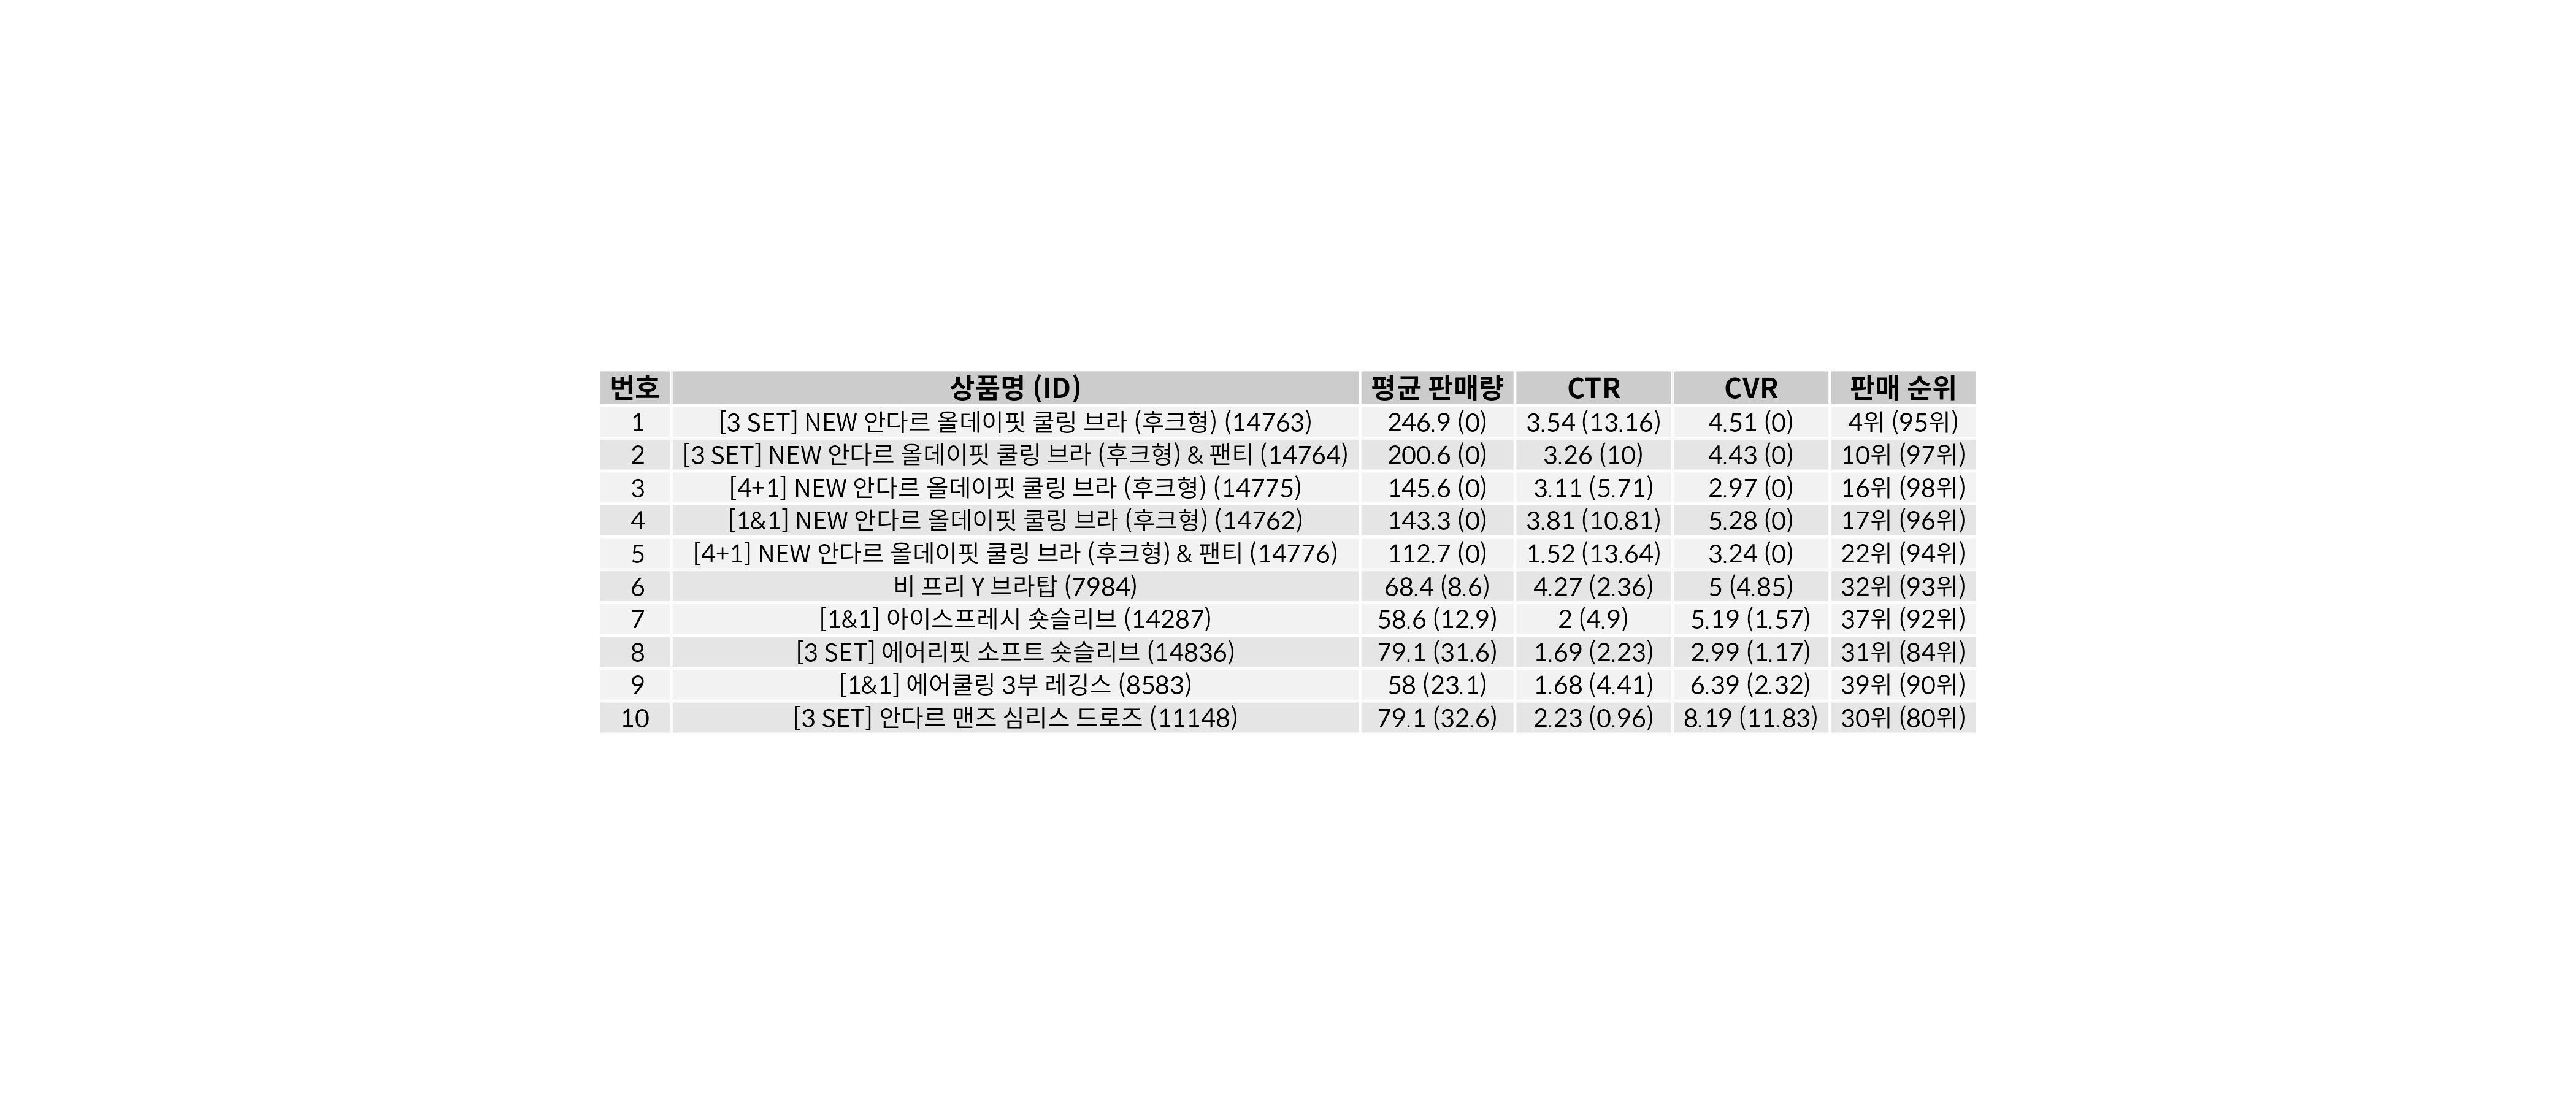 번호 상품명 (ID) 평균 판매량 CTR CVR 판매 순위
1 [3 SET] NEW 안다르 올데이핏 쿨링 브라 (후크형) (14763) 246.9 (0) 3.54 (13.16) 4.51 (0) 4위 (95위)
2 [3 SET] NEW 안다르 올데이핏 쿨링 브라 (후크형) & 팬티 (14764) 200.6 (0) 3.26 (10) 4.43 (0) 10위 (97위)
3 [4+1] NEW 안다르 올데이핏 쿨링 브라 (후크형) (14775) 145.6 (0) 3.11 (5.71) 2.97 (0) 16위 (98위)
4 [1&1] NEW 안다르 올데이핏 쿨링 브라 (후크형) (14762) 143.3 (0) 3.81 (10.81) 5.28 (0) 17위 (96위)
5 [4+1] NEW 안다르 올데이핏 쿨링 브라 (후크형) & 팬티 (14776) 112.7 (0) 1.52 (13.64) 3.24 (0) 22위 (94위)
6 비 프리 Y 브라탑 (7984) 68.4 (8.6) 4.27 (2.36) 5 (4.85) 32위 (93위)
7 [1&1] 아이스프레시 숏슬리브 (14287) 58.6 (12.9) 2 (4.9) 5.19 (1.57) 37위 (92위)
8 [3 SET] 에어리핏 소프트 숏슬리브 (14836) 79.1 (31.6) 1.69 (2.23) 2.99 (1.17) 31위 (84위)
9 [1&1] 에어쿨링 3부 레깅스 (8583) 58 (23.1) 1.68 (4.41) 6.39 (2.32) 39위 (90위)
10 [3 SET] 안다르 맨즈 심리스 드로즈 (11148) 79.1 (32.6) 2.23 (0.96) 8.19 (11.83) 30위 (80위)